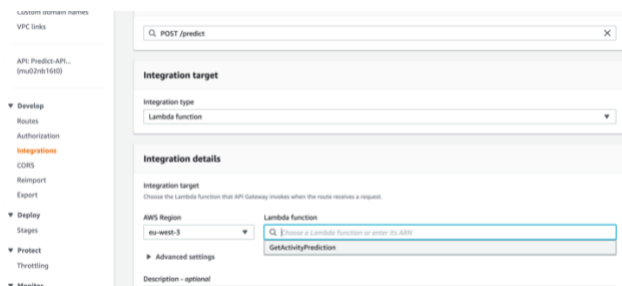 Custom domain names
VPC links
API: Predict-API...
(mu02nb16t0)
Develop
Routes
Authorization
Integrations
CORS
Reimport
Export
Deploy
Stages
Protect
Throttling
Monitor
POST /predict
Integration target
Integration type
Lambda function
Integration details
Integration target
Choose the Lambda function that API Gateway invokes when the route receives a request.
AWS Region
Lambda function
eu-west-3
Choose a Lambda function or enter its ARN
GetActivityPrediction
Advanced settings
Description - optional